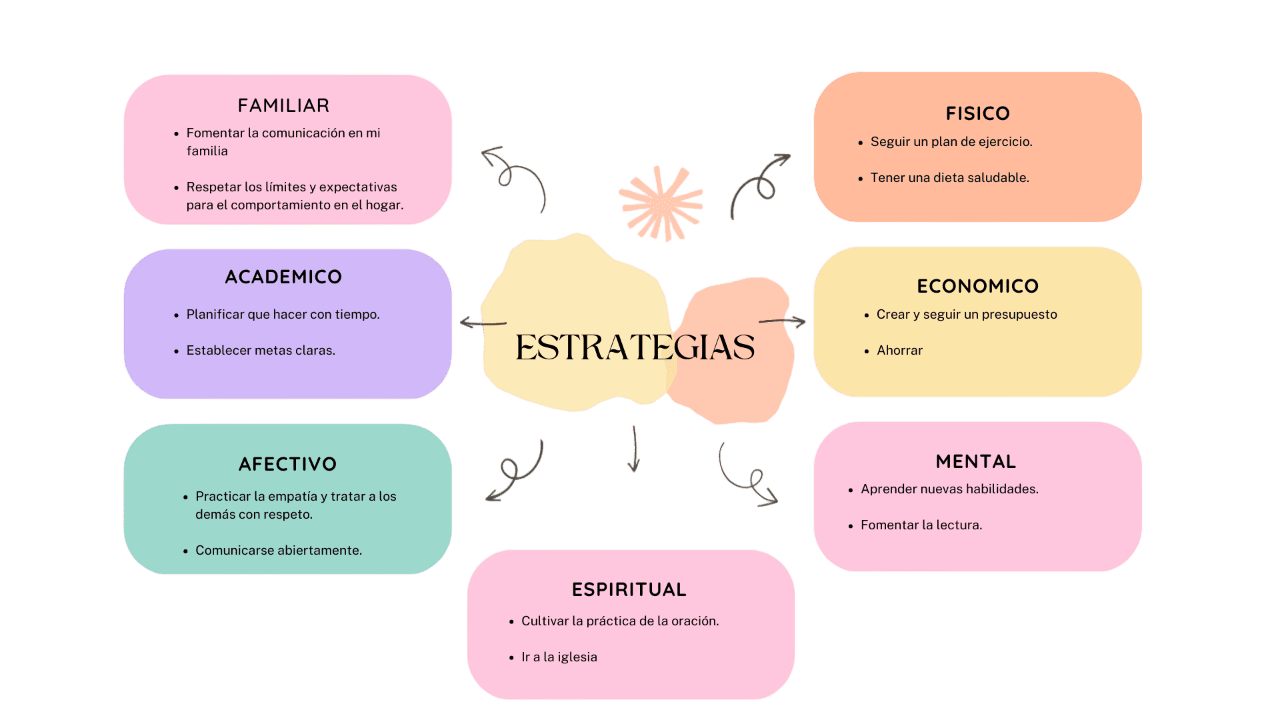 FAMILIAR
• Fomentar la comunicación en mi
familia
• Respetar los límites y expectativas
para el comportamiento en el hogar.
ACADEMICO
• Planificar que hacer con tiempo.
• Establecer metas claras.
AFECTIVO
• Practicar la empatía y tratar a los
demás con respeto.
• Comunicarse abiertamente.
ESTRATEGIAS
FISICO
• Seguir un plan de ejercicio.
• Tener una dieta saludable.
ECONOMICO
• Crear y seguir un presupuesto
• Ahorrar
MENTAL
• Aprender nuevas habilidades.
• Fomentar la lectura.
ESPIRITUAL
• Cultivar la práctica de la oración.
• Ir a la iglesia